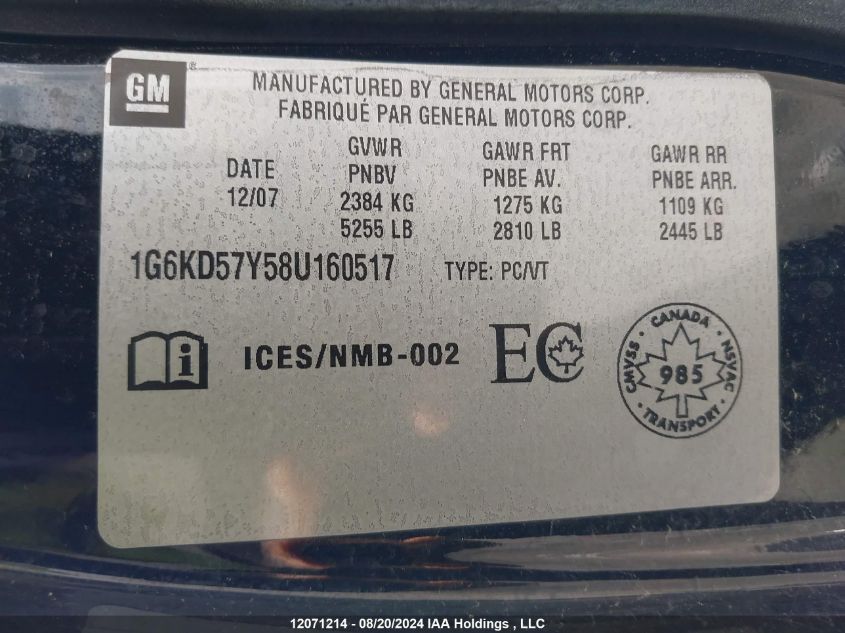 GM ®
MANUFACTURED BY GENERAL MOTORS CORP.
FABRIQUÉ PAR GENERAL MOTORS CORP.
DATE GVWR GAWR FRT GAWR RR
PNBV PNBE AV. PNBE ARR.
12/07 2384 KG 1275 KG 1109 KG
5255 LB 2810 LB 2445 LB
1G6KD57Y58U160517 TYPE: PC/VT
i ICES/NMB-002 EC
CANADA
CMVSS 985 NSVAC
TRANSPORT
12071214 - 08/20/2024 IAA Holdings , LLC